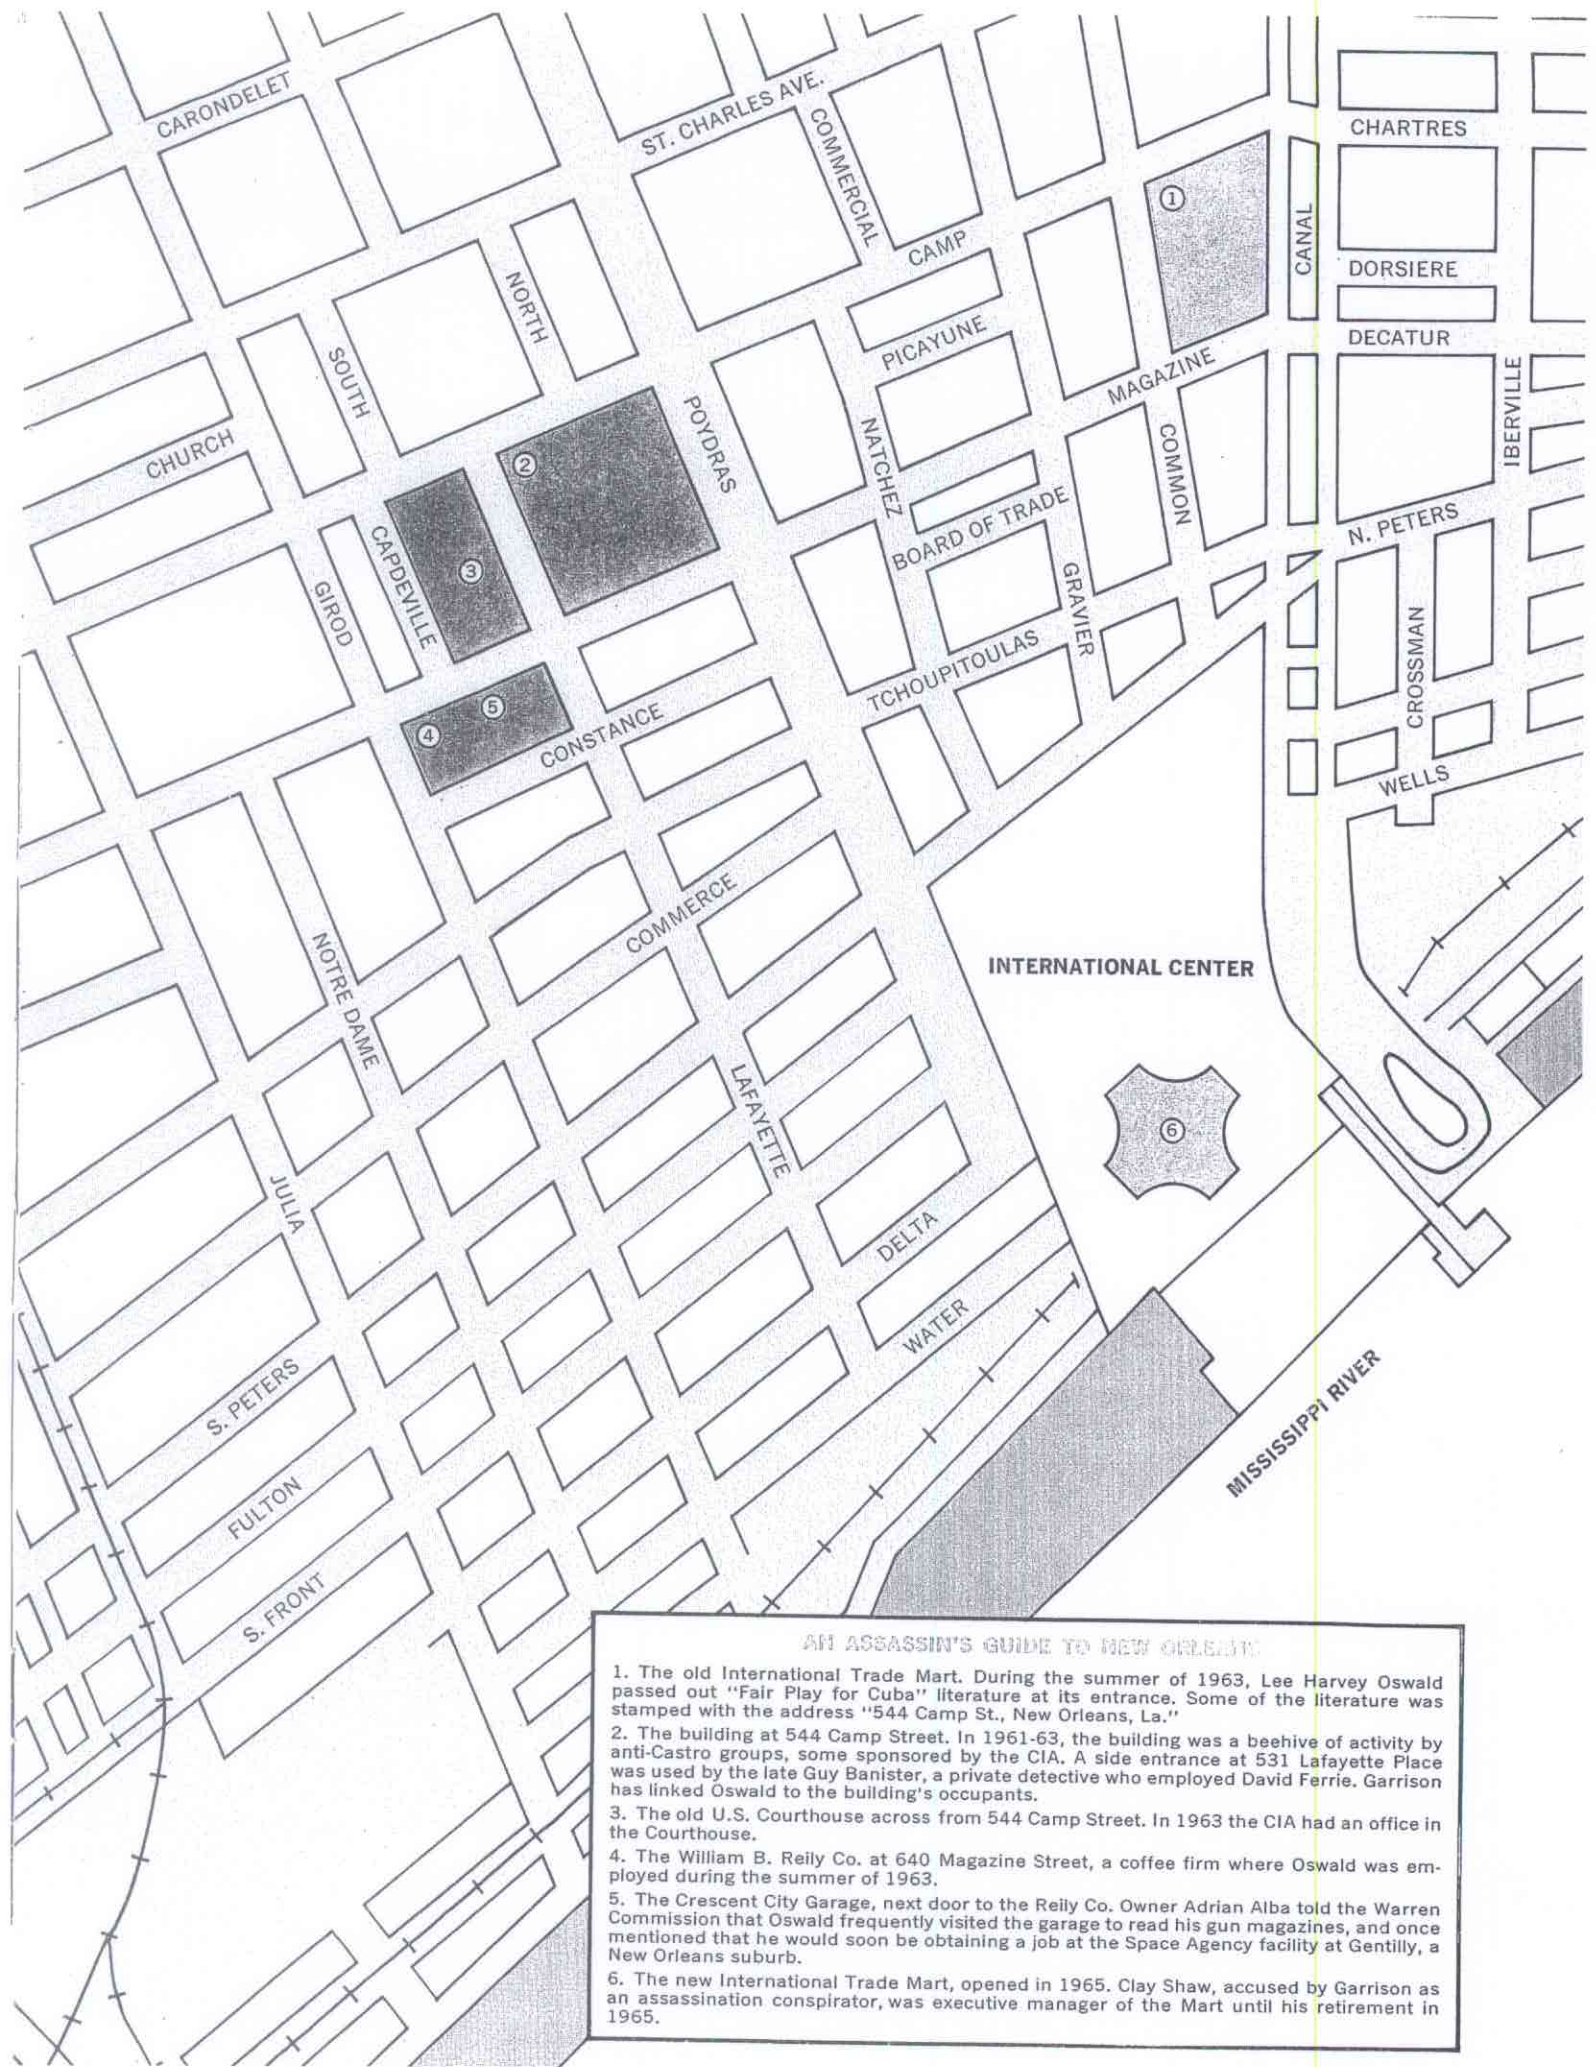 CARONDELET
ST. CHARLES AVE.
COMMERCIAL
CHARTRES
①
CANAL
CAMP
DORSIERE
NORTH
PICAYUNE
DECATUR
SOUTH
MAGAZINE
IBERVILLE
POYDRAS
NATCHEZ
COMMON
CHURCH
②
BOARD OF TRADE
N. PETERS
CAPDEVILLE
③
GIROD
GRAVIER
CROSSMAN
TCHOUPITOULAS
④
⑤
CONSTANCE
WELLS
COMMERCE
NOTRE DAME
INTERNATIONAL CENTER
LAFAYETTE
⑥
JULIA
DELTA
WATER
S. PETERS
MISSISSIPPI RIVER
FULTON
S. FRONT
AN ASSASSIN'S GUIDE TO NEW ORLEANS
1. The old International Trade Mart. During the summer of 1963, Lee Harvey Oswald
passed out "Fair Play for Cuba" literature at its entrance. Some of the literature was
stamped with the address "544 Camp St., New Orleans, La."
2. The building at 544 Camp Street. In 1961-63, the building was a beehive of activity by
anti-Castro groups, some sponsored by the CIA. A side entrance at 531 Lafayette Place
was used by the late Guy Banister, a private detective who employed David Ferrie. Garrison
has linked Oswald to the building's occupants.
3. The old U.S. Courthouse across from 544 Camp Street. In 1963 the CIA had an office in
the Courthouse.
4. The William B. Reily Co. at 640 Magazine Street, a coffee firm where Oswald was em-
ployed during the summer of 1963.
5. The Crescent City Garage, next door to the Reily Co. Owner Adrian Alba told the Warren
Commission that Oswald frequently visited the garage to read his gun magazines, and once
mentioned that he would soon be obtaining a job at the Space Agency facility at Gentilly, a
New Orleans suburb.
6. The new International Trade Mart, opened in 1965. Clay Shaw, accused by Garrison as
an assassination conspirator, was executive manager of the Mart until his retirement in
1965.